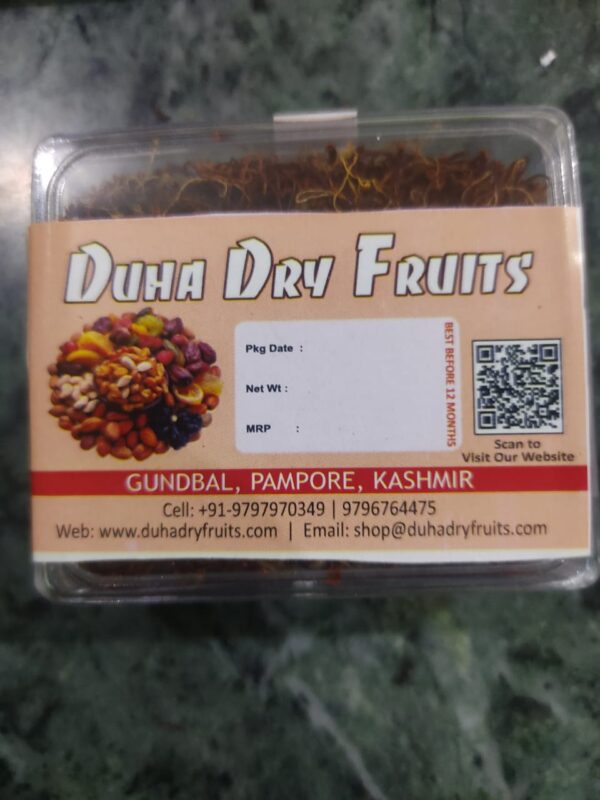 DUHA DRY FRUITS
Pkg Date :
Net Wt :
MRP :
BEST BEFORE 12 MONTHS
Scan to
Visit Our Website
GUNDBAL, PAMPORE, KASHMIR
Cell: +91-9797970349 | 9796764475
Web: www.duhadryfruits.com | Email: shop@duhadryfruits.com